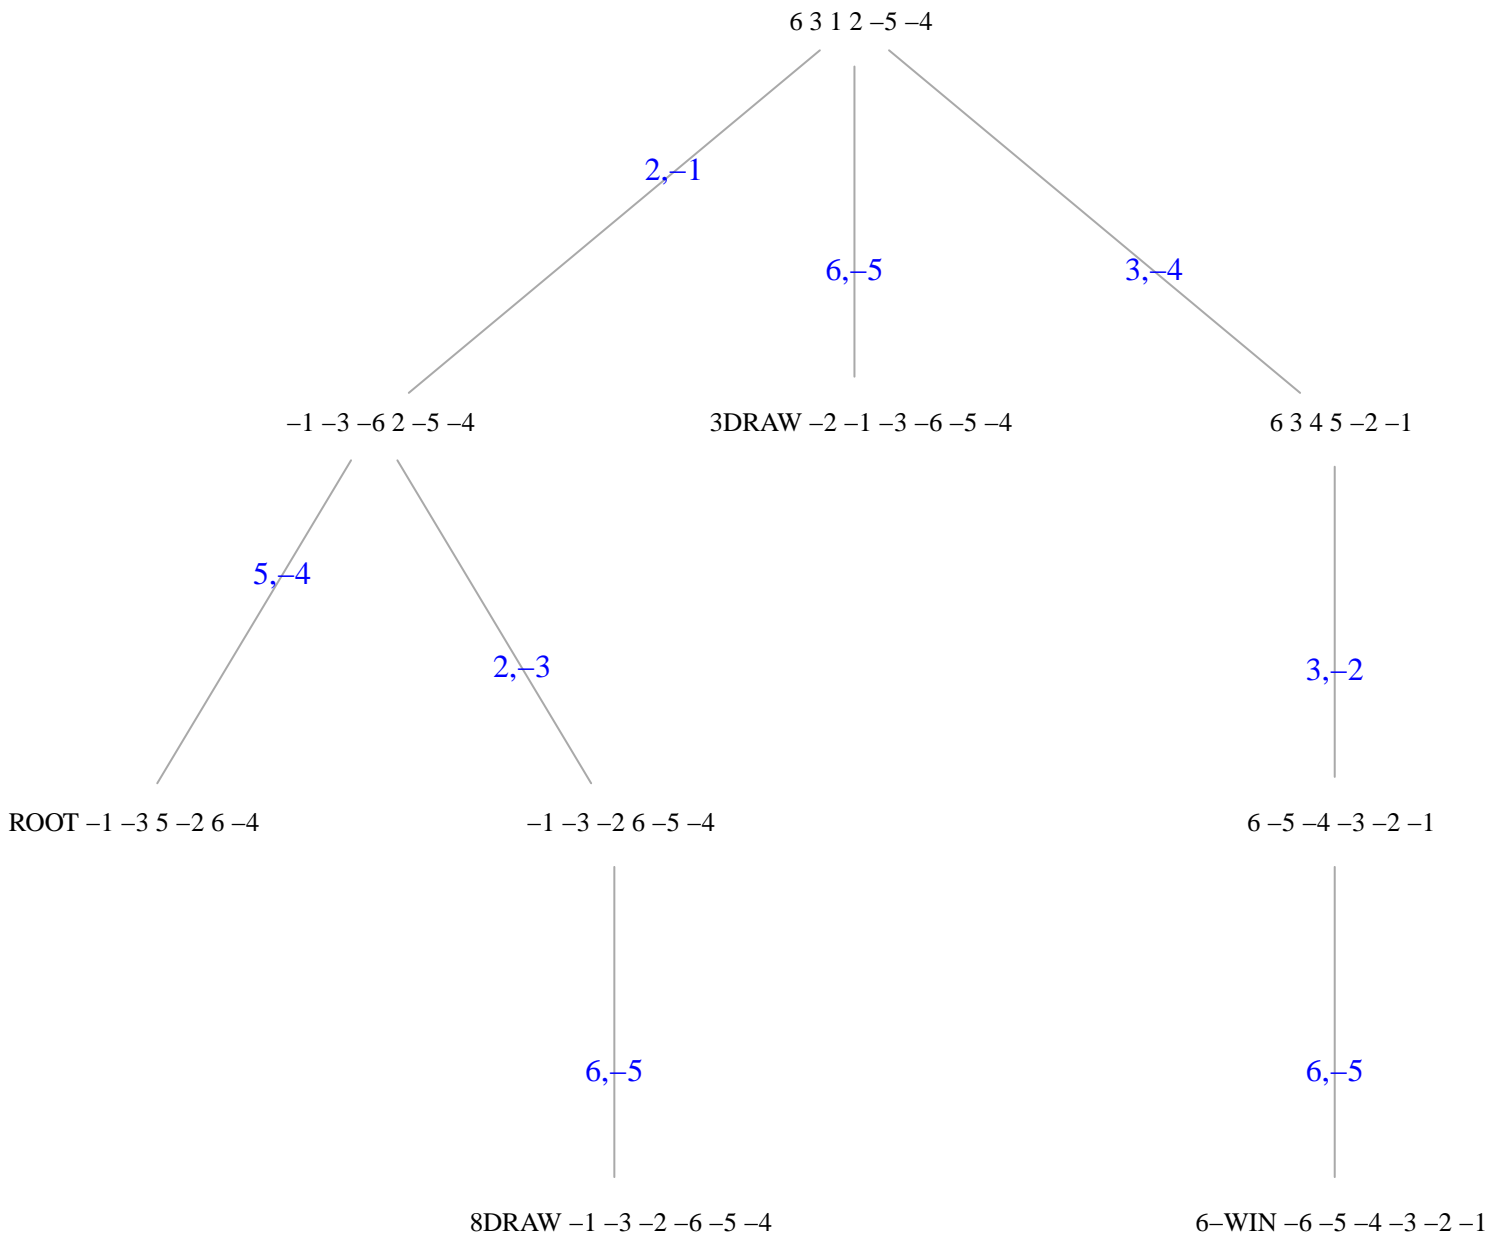 6 3 1 2 –5 –4
2,–1
6,–5
3,–4
–1 –3 –6 2 –5 –4
3DRAW –2 –1 –3 –6 –5 –4
6 3 4 5 –2 –1
5,–4
2,–3
3,–2
ROOT –1 –3 5 –2 6 –4
–1 –3 –2 6 –5 –4
6 –5 –4 –3 –2 –1
6,–5
6,–5
8DRAW –1 –3 –2 –6 –5 –4
6–WIN –6 –5 –4 –3 –2 –1